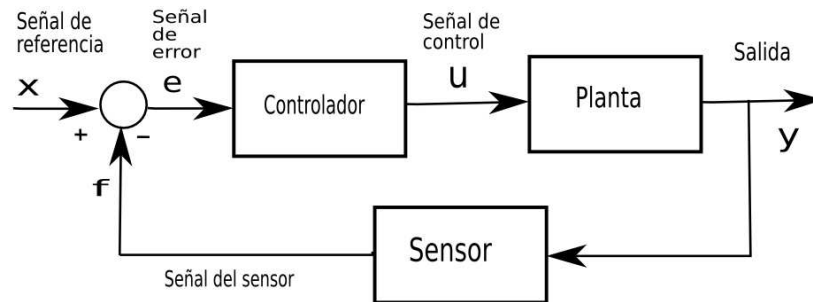 Señal de
referencia
x
+
−
Señal
de
error
e
Controlador
Señal de
control
u
Planta
Salida
y
f
Señal del sensor
Sensor